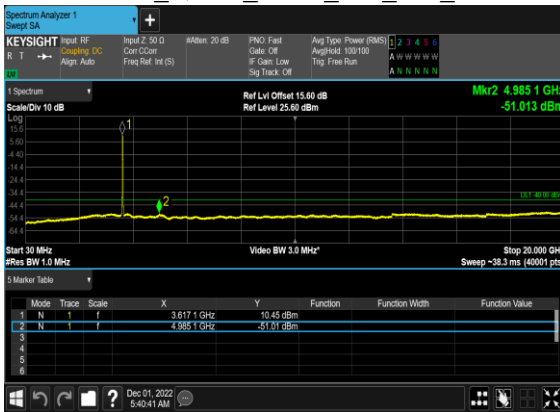 Spectrum Analyzer 1
Swept SA
+
KEYSIGHT Input: RF Input Z: 50 Ω #Atten: 20 dB PNO: Fast Avg Type: Power (RMS) 1 2 3 4 5 6
R T Coupling: DC Corr CCorr Gate: Off Avg|Hold: 100/100 A W W W W W
Align: Auto Freq Ref: Int (S) IF Gain: Low Trig: Free Run
Sig Track: Off A N N N N N
1 Spectrum Ref Lvl Offset 15.60 dB Mkr2 4.985 1 GHz
Scale/Div 10 dB Ref Level 25.60 dBm -51.013 dBm
Log
15.6
1
5.60
-4.40
-14.4
-24.4
-34.4
DL1 -40.00 dBm
-44.4
2
-54.4
-64.4
Start 30 MHz Video BW 3.0 MHz* Stop 20.000 GHz
#Res BW 1.0 MHz Sweep ~38.3 ms (40001 pts)
5 Marker Table
Mode Trace Scale X Y Function Function Width Function Value
1 N 1 f 3.617 1 GHz 10.45 dBm
2 N 1 f 4.985 1 GHz -51.01 dBm
3
4
5
6
? Dec 01, 2022
5:40:41 AM